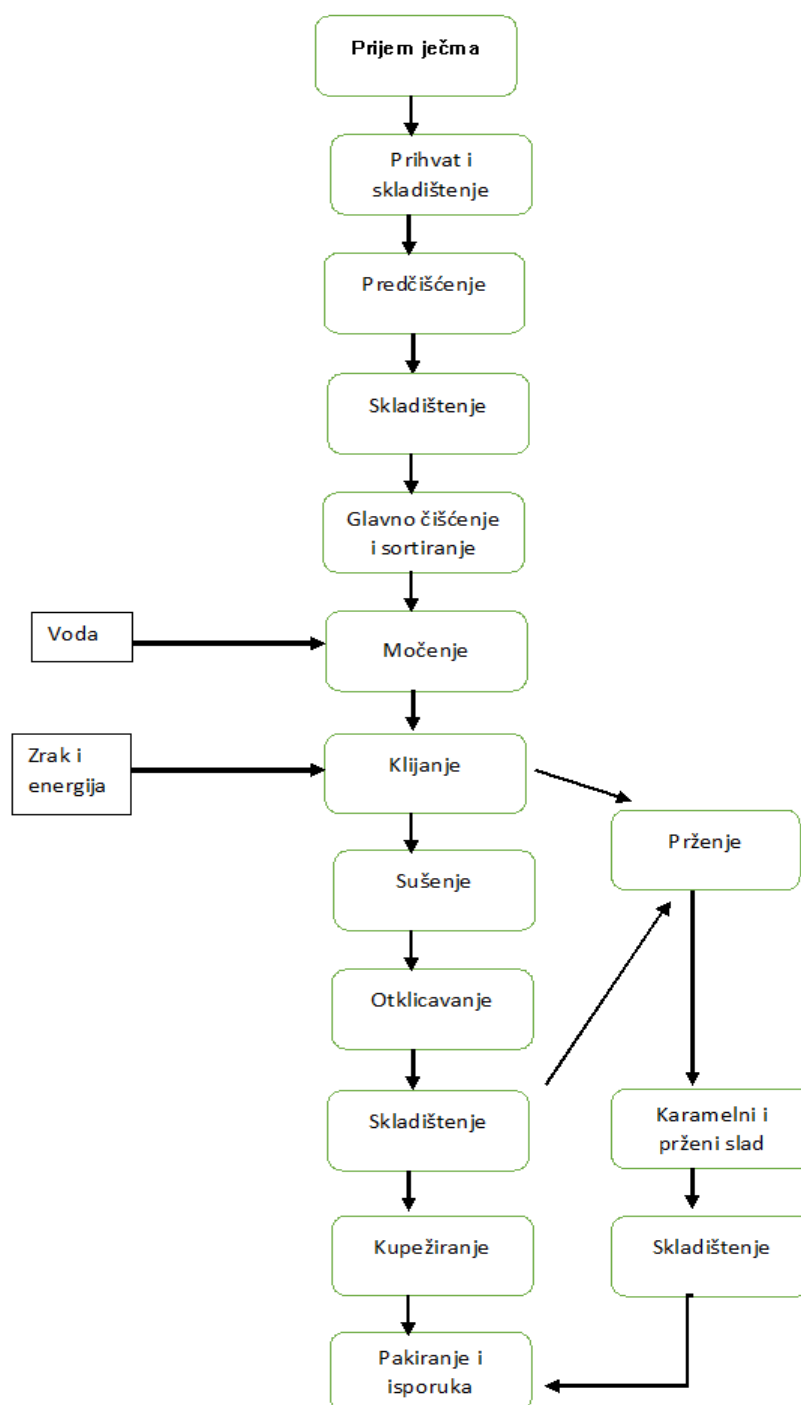 Prijem ječma
Prihvat i
skladištenje
Predčišćenje
Skladištenje
Glavno čišćenje
i sortiranje
Voda
Močenje
Zrak i
energija
Klijanje
Prženje
Sušenje
Otklicavanje
Skladištenje
Karamelni i
prženi slad
Kupežiranje
Skladištenje
Pakiranje i
isporuka